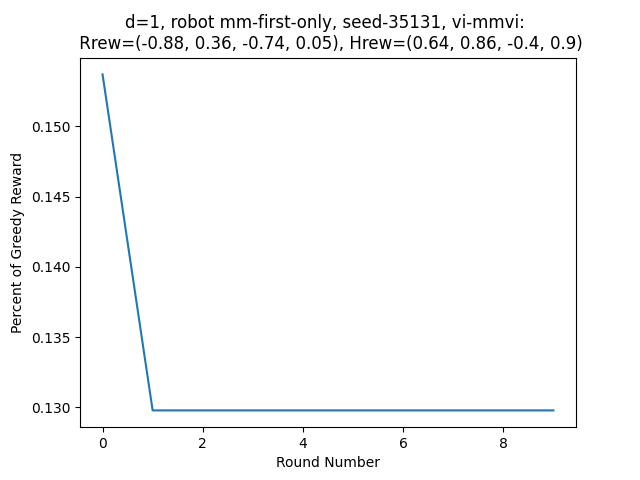 d=1, robot mm-first-only, seed-35131, vi-mmvi:
Rrew=(-0.88, 0.36, -0.74, 0.05), Hrew=(0.64, 0.86, -0.4, 0.9)
0.150
0.145
0.140
0.135
0.130
Percent of Greedy Reward
0 2 4 6 8
Round Number